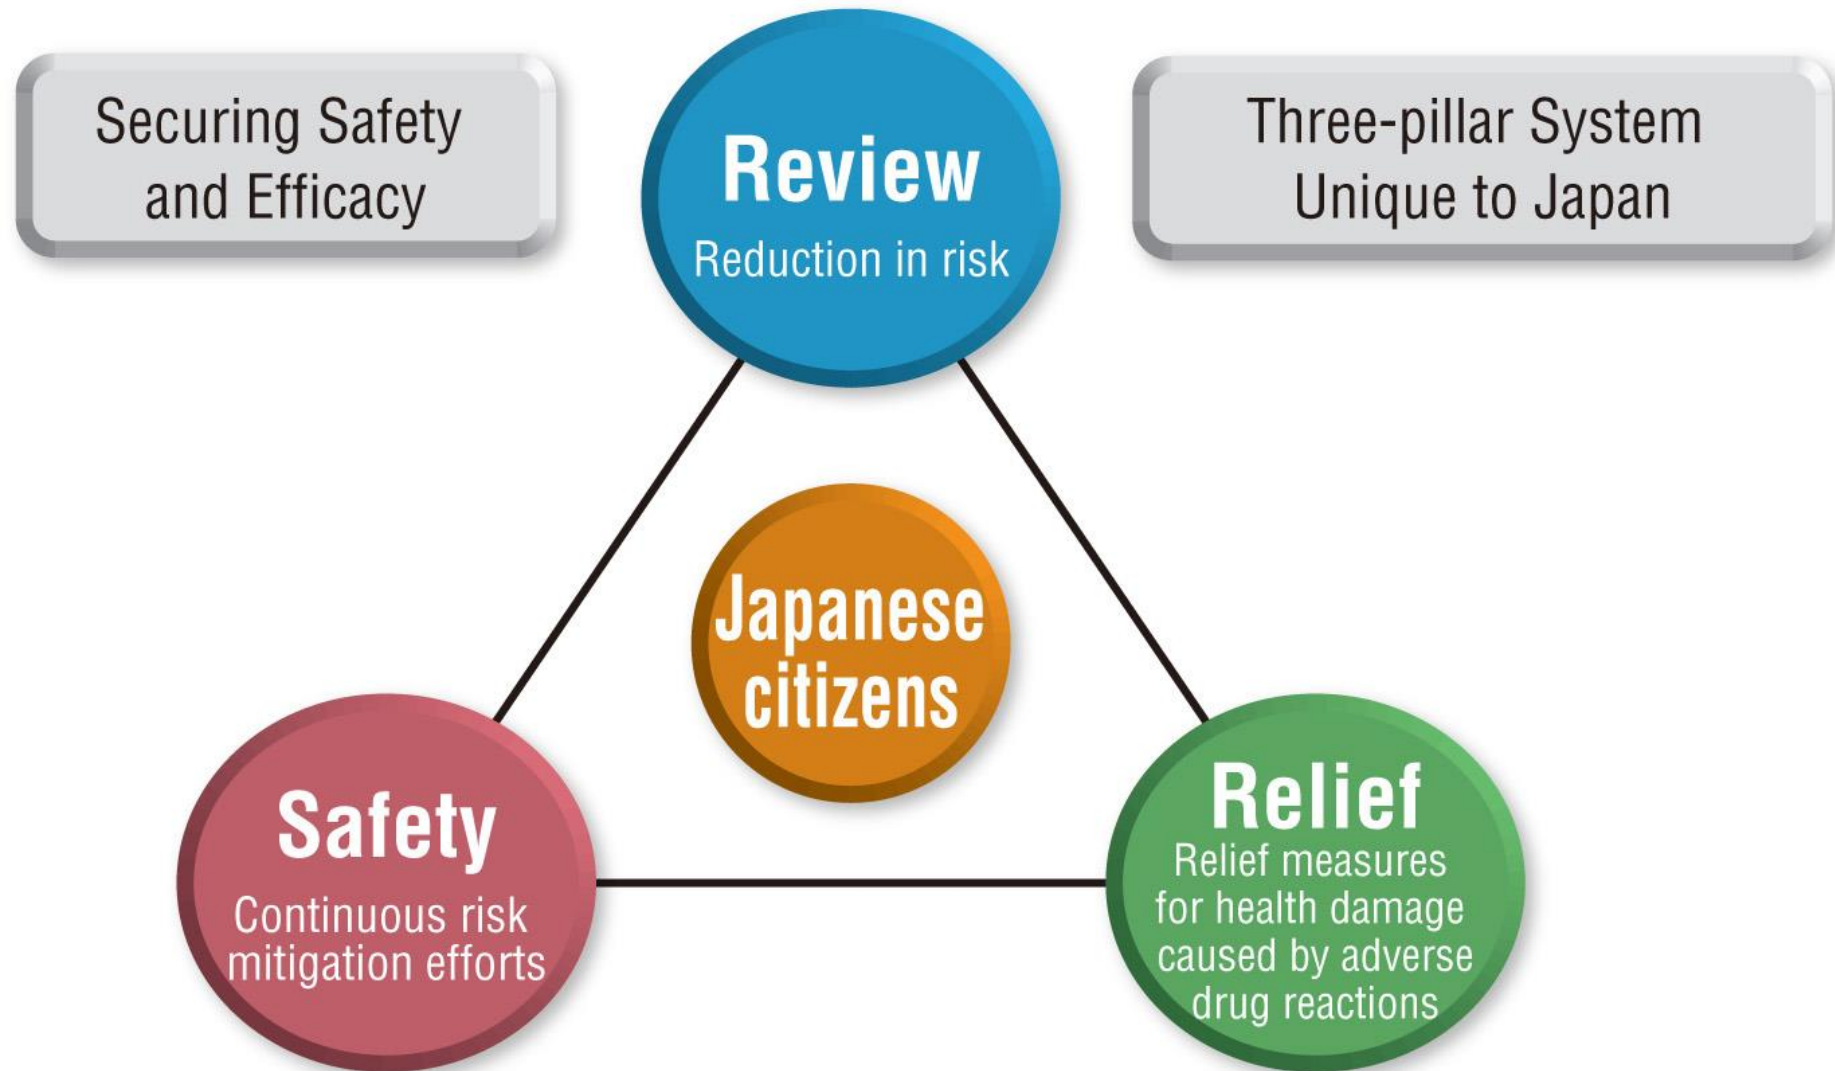 Securing Safety
and Efficacy
Review
Reduction in risk
Three-pillar System
Unique to Japan
Japanese
citizens
Safety
Continuous risk
mitigation efforts
Relief
Relief measures
for health damage
caused by adverse
drug reactions